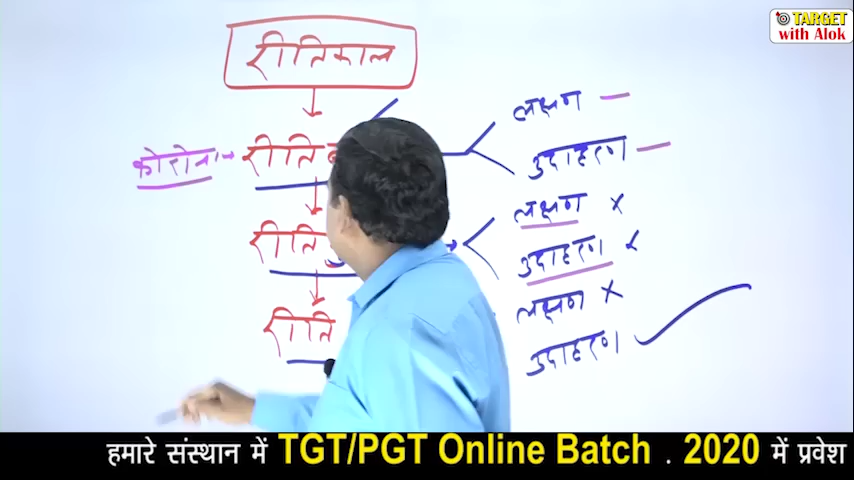 TARGET
with Alok
रीतिकाल
लक्षण –
कोरोना→ रीति
उदाहरण –
लक्षण ×
रीति
उदाहरण ×
लक्षण ×
रीति
उदाहरण ✓
हमारे संस्थान में TGT/PGT Online Batch . 2020 में प्रवेश